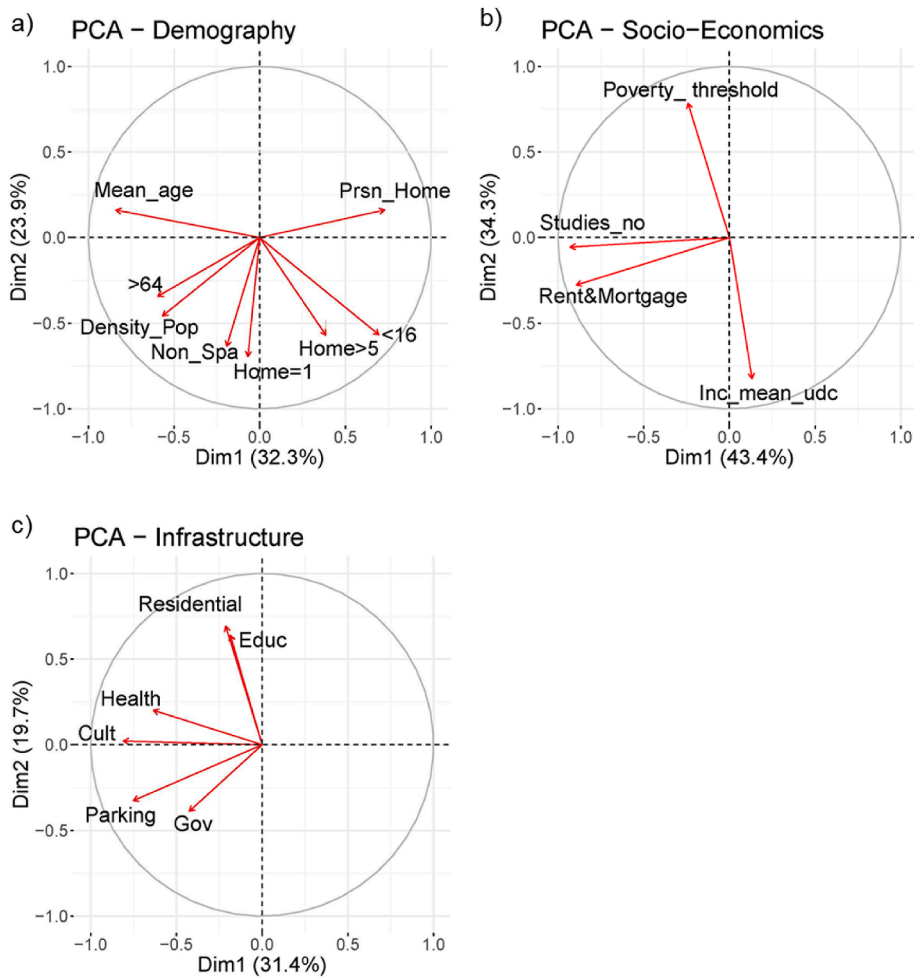 a)
PCA − Demography
1.0
0.5
0.0
−0.5
−1.0
Dim2 (23.9%)
Mean_age
Prsn_Home
>64
Density_Pop
Non_Spa
Home=1
Home>5
<16
−1.0 −0.5 0.0 0.5 1.0
Dim1 (32.3%)
b)
PCA − Socio-Economics
1.0
0.5
0.0
−0.5
−1.0
Dim2 (34.3%)
Poverty_ threshold
Studies_no
Rent&Mortgage
Inc_mean_udc
−1.0 −0.5 0.0 0.5 1.0
Dim1 (43.4%)
c)
PCA − Infrastructure
1.0
0.5
0.0
−0.5
−1.0
Dim2 (19.7%)
Residential
Educ
Health
Cult
Parking
Gov
−1.0 −0.5 0.0 0.5 1.0
Dim1 (31.4%)